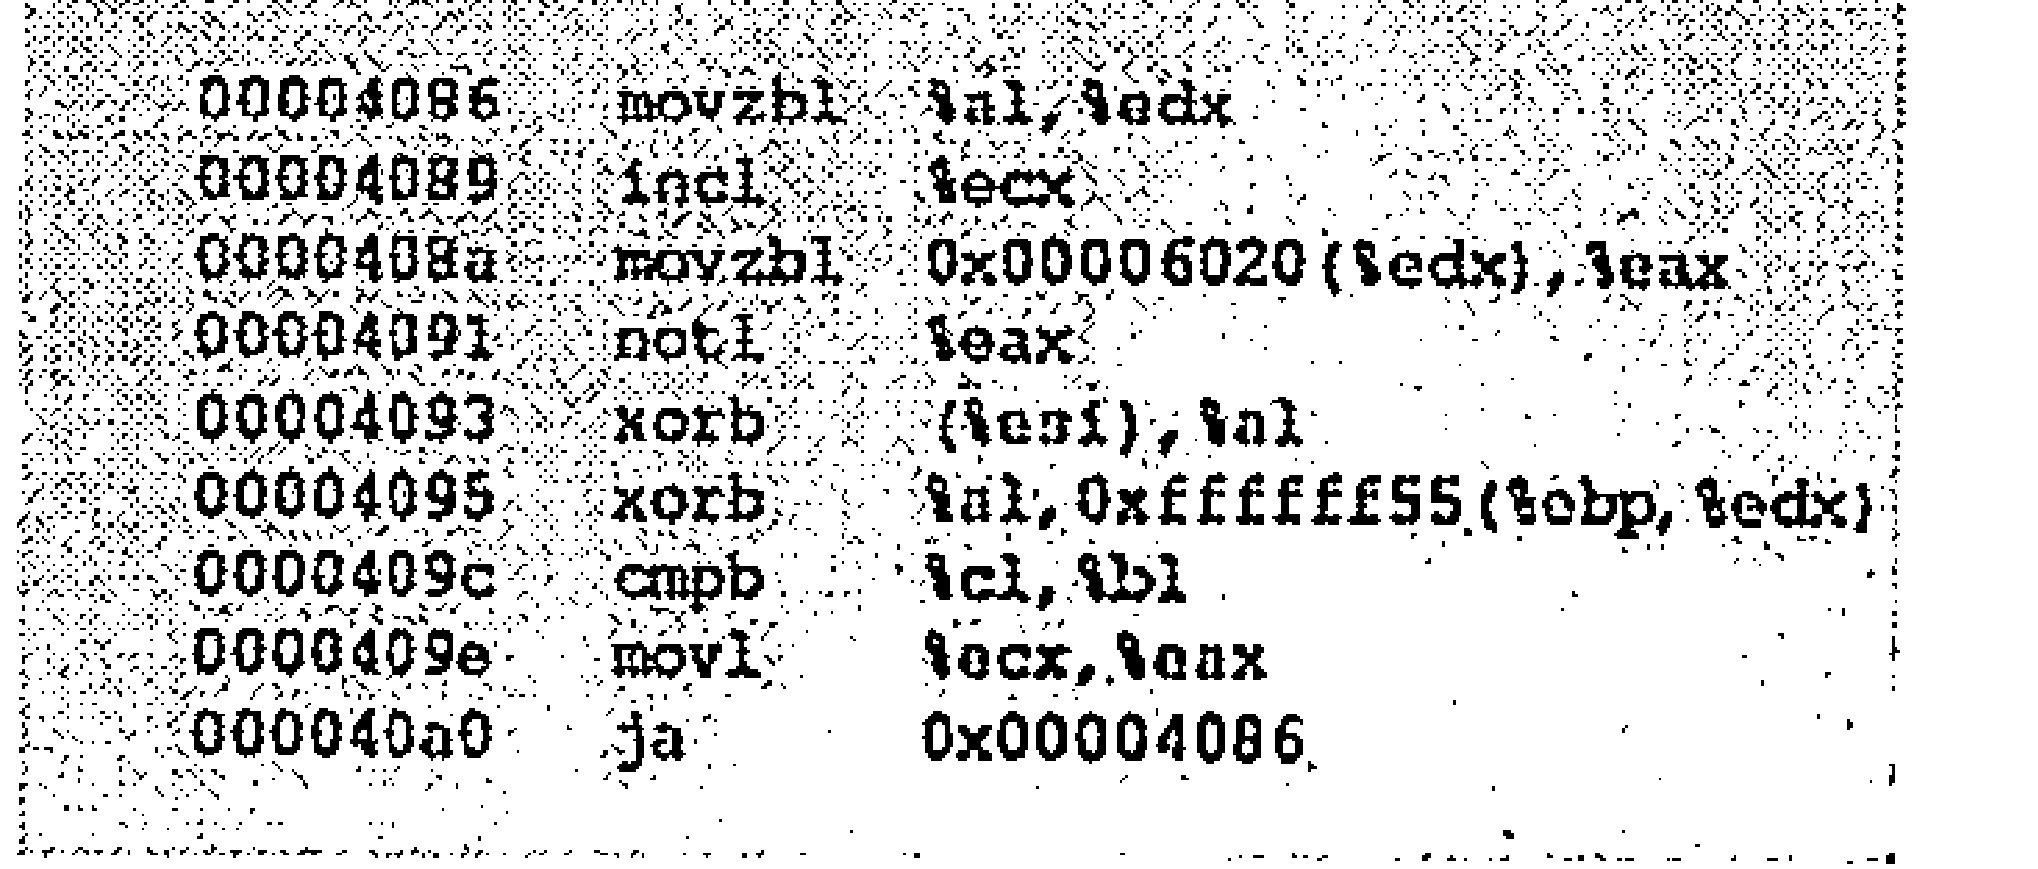 00004086 movzbl %al,%edx
00004089 incl %ecx
0000408a movzbl 0x00006020(%edx),%eax
00004091 notl %eax
00004093 xorb (%esi),%al
00004095 xorb %al,0xffffff55(%ebp,%edx)
0000409c cmpb %cl,%bl
0000409e movl %ecx,%eax
000040a0 ja 0x00004086